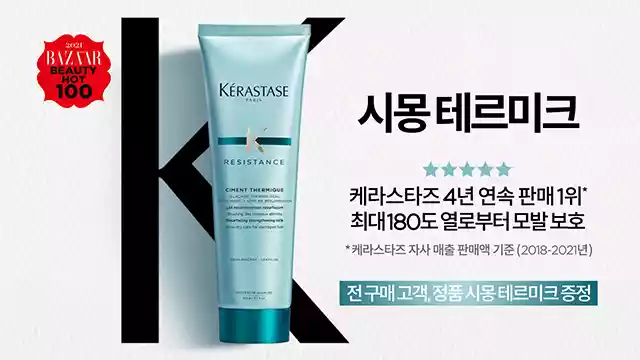 2021
BAZAAR
BEAUTY
HOT
100
K
KÉRASTASE
PARIS
K
RESISTANCE
CIMENT THERMIQUE
시몽 테르미크
케라스타즈 4년 연속 판매 1위*
최대 180도 열로부터 모발 보호
*케라스타즈 자사 매출 판매액 기준 (2018-2021년)
전 구매 고객, 정품 시몽 테르미크 증정